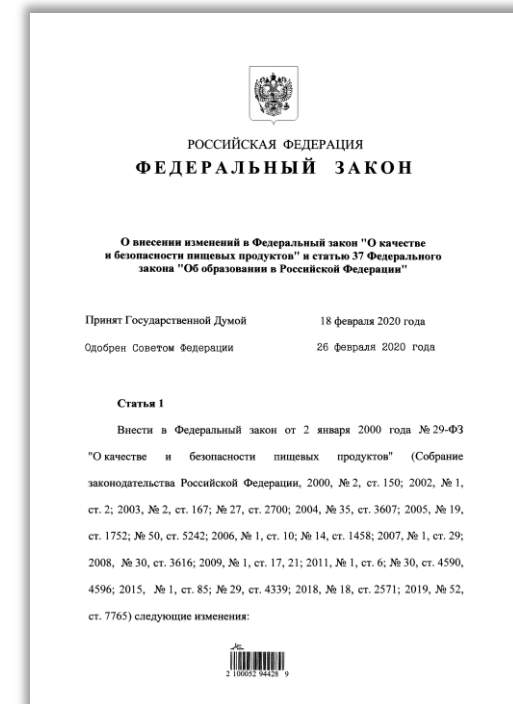 РОССИЙСКАЯ ФЕДЕРАЦИЯ
ФЕДЕРАЛЬНЫЙ ЗАКОН
О внесении изменений в Федеральный закон "О качестве
и безопасности пищевых продуктов" и статью 37 Федерального
закона "Об образовании в Российской Федерации"
Принят Государственной Думой 18 февраля 2020 года
Одобрен Советом Федерации 26 февраля 2020 года
Статья 1
Внести в Федеральный закон от 2 января 2000 года № 29-ФЗ
"О качестве и безопасности пищевых продуктов" (Собрание
законодательства Российской Федерации, 2000, № 2, ст. 150; 2002, № 1,
ст. 2; 2003, № 2, ст. 167; № 27, ст. 2700; 2004, № 35, ст. 3607; 2005, № 19,
ст. 1752; № 50, ст. 5242; 2006, № 1, ст. 10; № 14, ст. 1458; 2007, № 1, ст. 29;
2008, № 30, ст. 3616; 2009, № 1, ст. 17, 21; 2011, № 1, ст. 6; № 30, ст. 4590,
4596; 2015, № 1, ст. 85; № 29, ст. 4339; 2018, № 18, ст. 2571; 2019, № 52,
ст. 7765) следующие изменения:
2 100052 94428 9